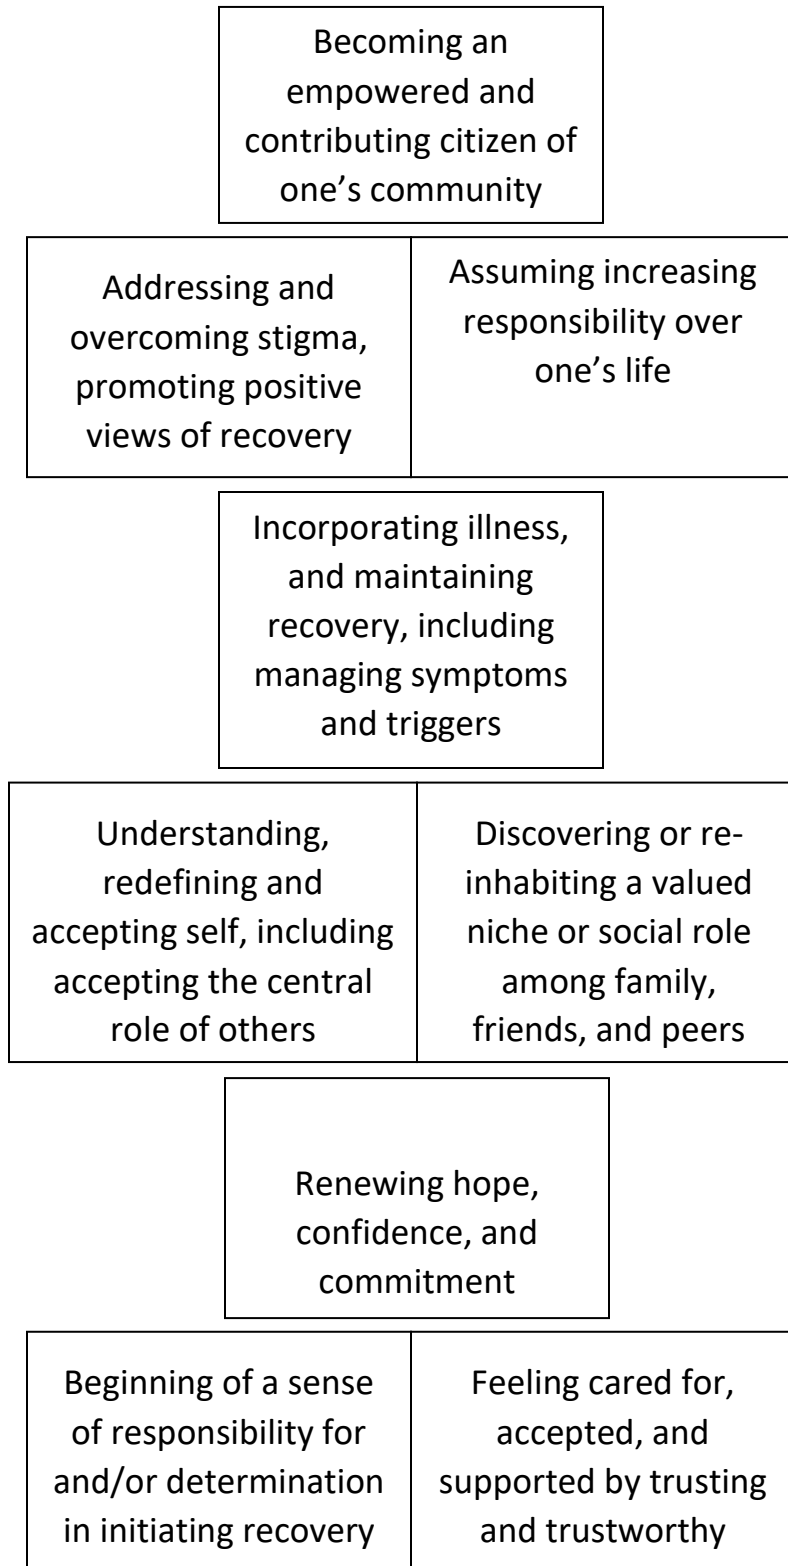 Becoming an
empowered and
contributing citizen of
one’s community
Addressing and
overcoming stigma,
promoting positive
views of recovery
Assuming increasing
responsibility over
one’s life
Incorporating illness,
and maintaining
recovery, including
managing symptoms
and triggers
Understanding,
redefining and
accepting self, including
accepting the central
role of others
Discovering or re-
inhabiting a valued
niche or social role
among family,
friends, and peers
Renewing hope,
confidence, and
commitment
Beginning of a sense
of responsibility for
and/or determination
in initiating recovery
Feeling cared for,
accepted, and
supported by trusting
and trustworthy